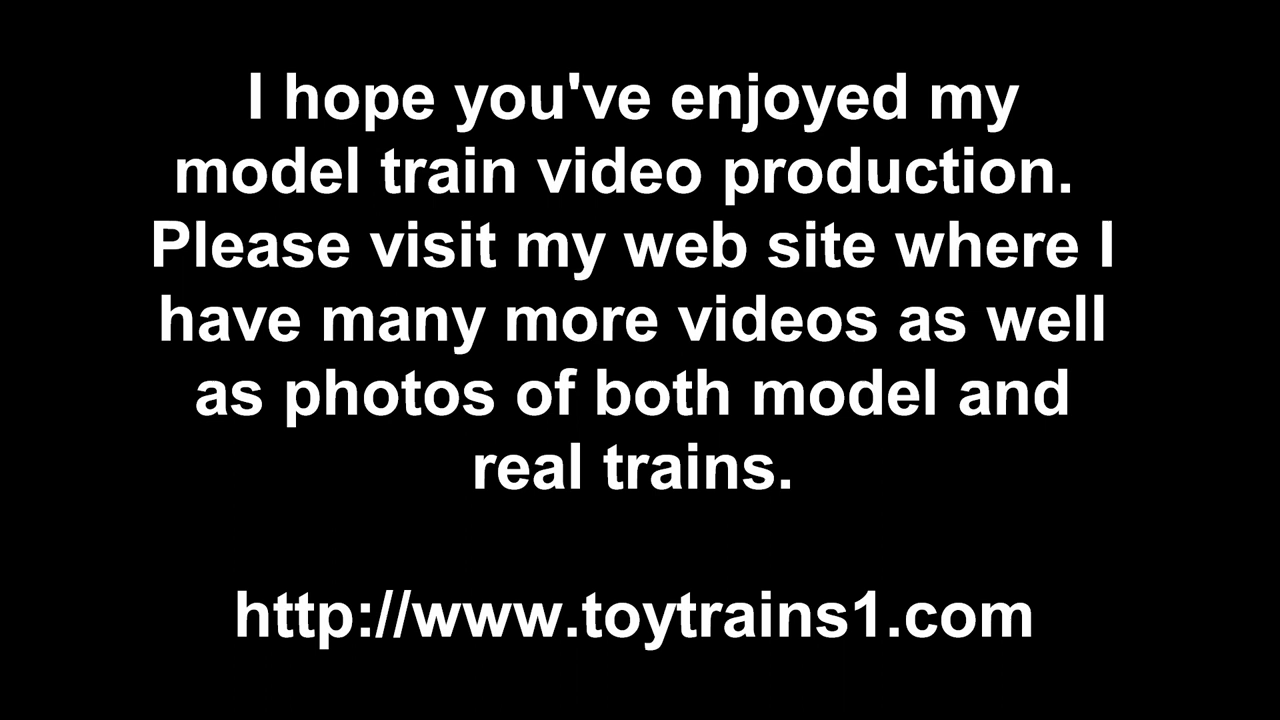 I hope you've enjoyed my
model train video production.
Please visit my web site where I
have many more videos as well
as photos of both model and
real trains.
http://www.toytrains1.com